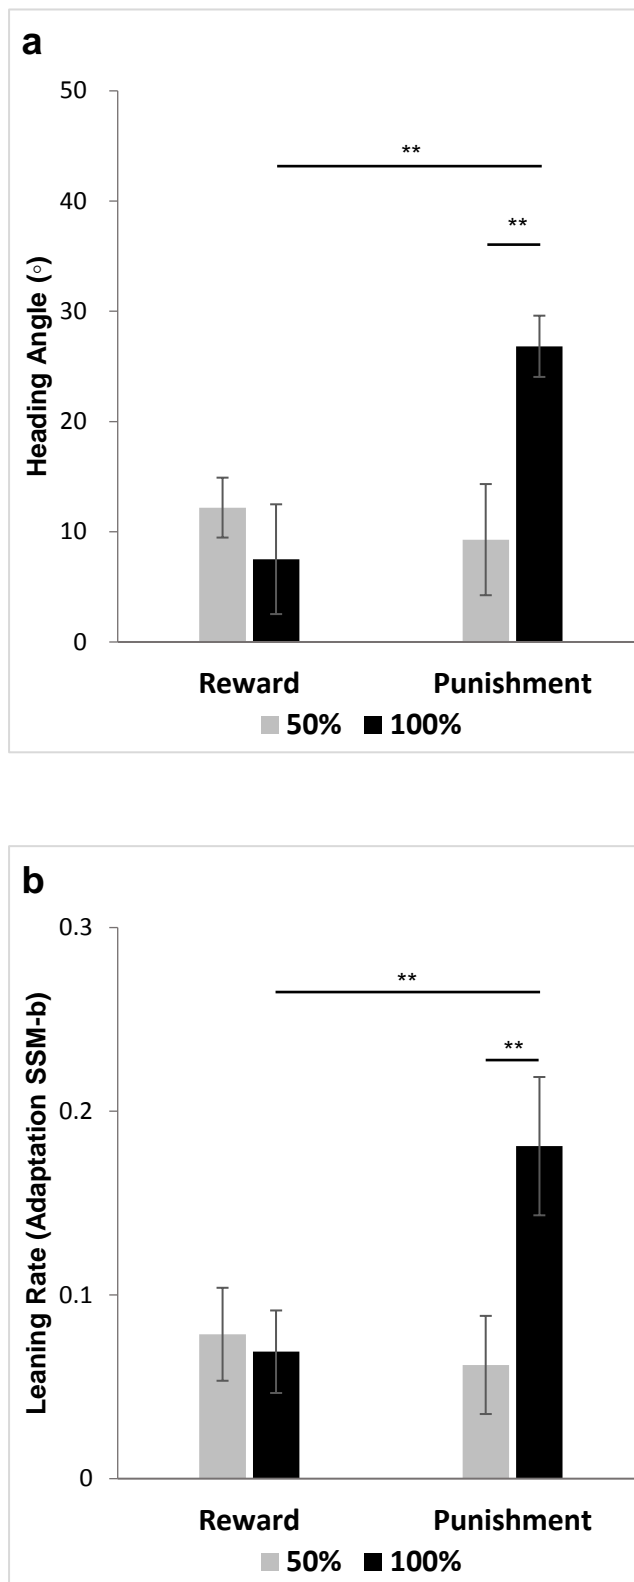 a
50
**
40
**
Heading Angle (○)
30
20
10
0
Reward Punishment
50% 100%
b
0.3
**
**
Leaning Rate (Adaptation SSM-b)
0.2
0.1
0
Reward Punishment
50% 100%